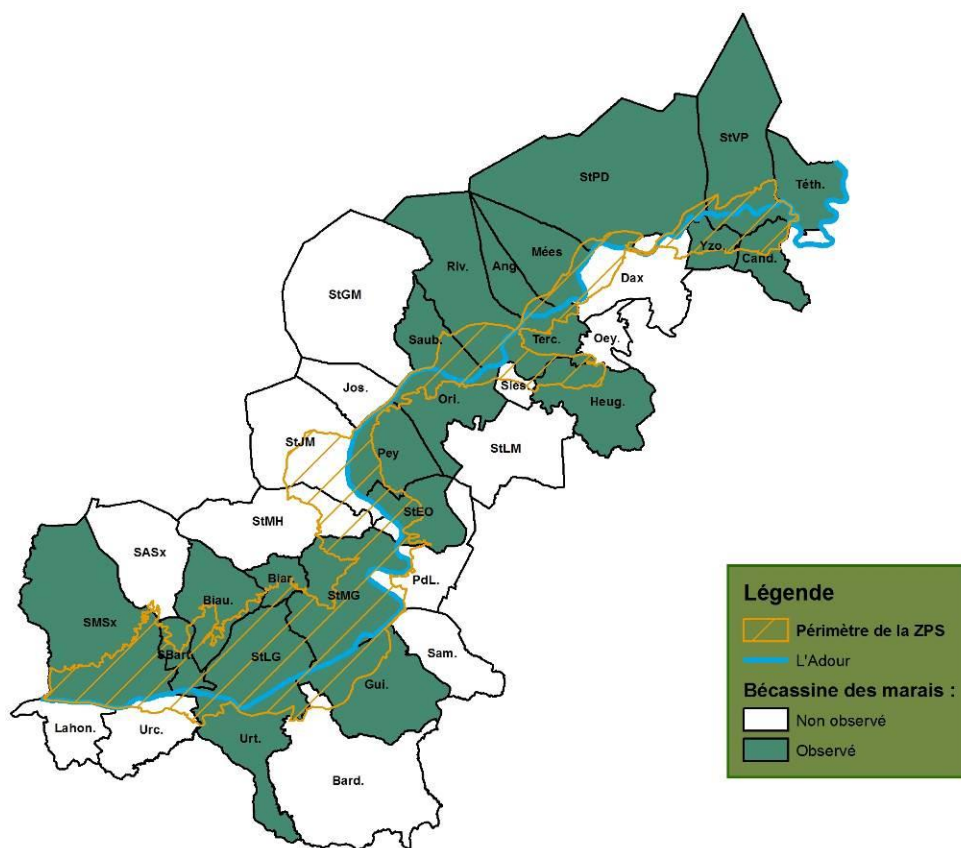 StVP
StPD
Téth.
Mées
Yzo.
Cand.
Riv.
Ang.
Dax
StGM
Saub.
Terc.
Oey.
Jos.
Sies.
Ori.
Heug.
StJM
Pey
StLM
StEO
StMH
SASx
Biar.
PdL.
Biau.
StMG
SMSx
SBart.
StLG
Sam.
Gui.
Lahon.
Urc.
Urt.
Bard.
Légende
Périmètre de la ZPS
L'Adour
Bécassine des marais :
Non observé
Observé